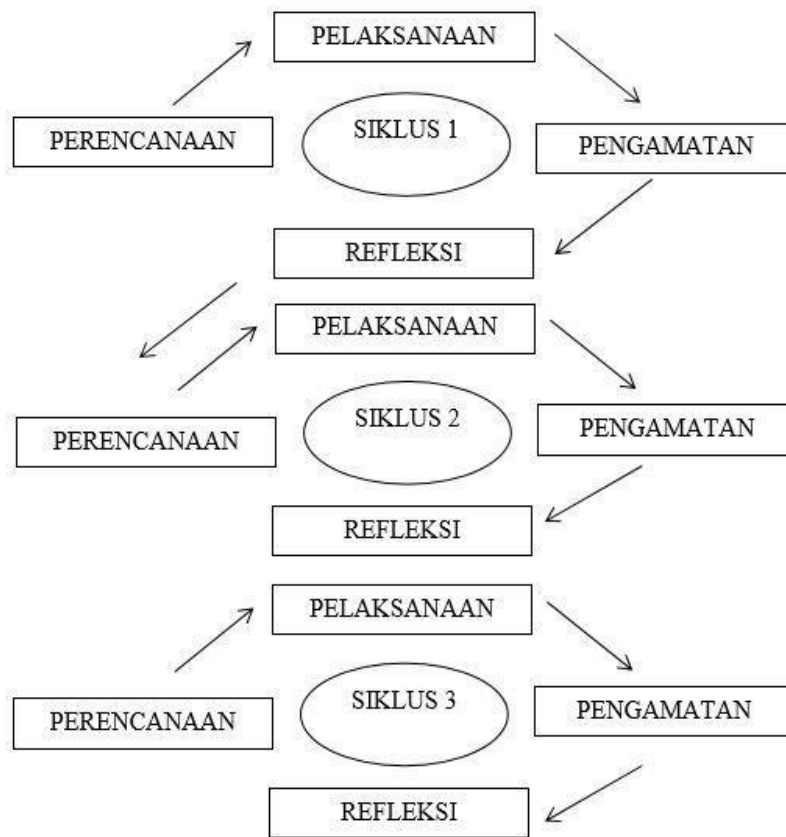 PELAKSANAAN
PERENCANAAN
SIKLUS 1
PENGAMATAN
REFLEKSI
PELAKSANAAN
PERENCANAAN
SIKLUS 2
PENGAMATAN
REFLEKSI
PELAKSANAAN
PERENCANAAN
SIKLUS 3
PENGAMATAN
REFLEKSI